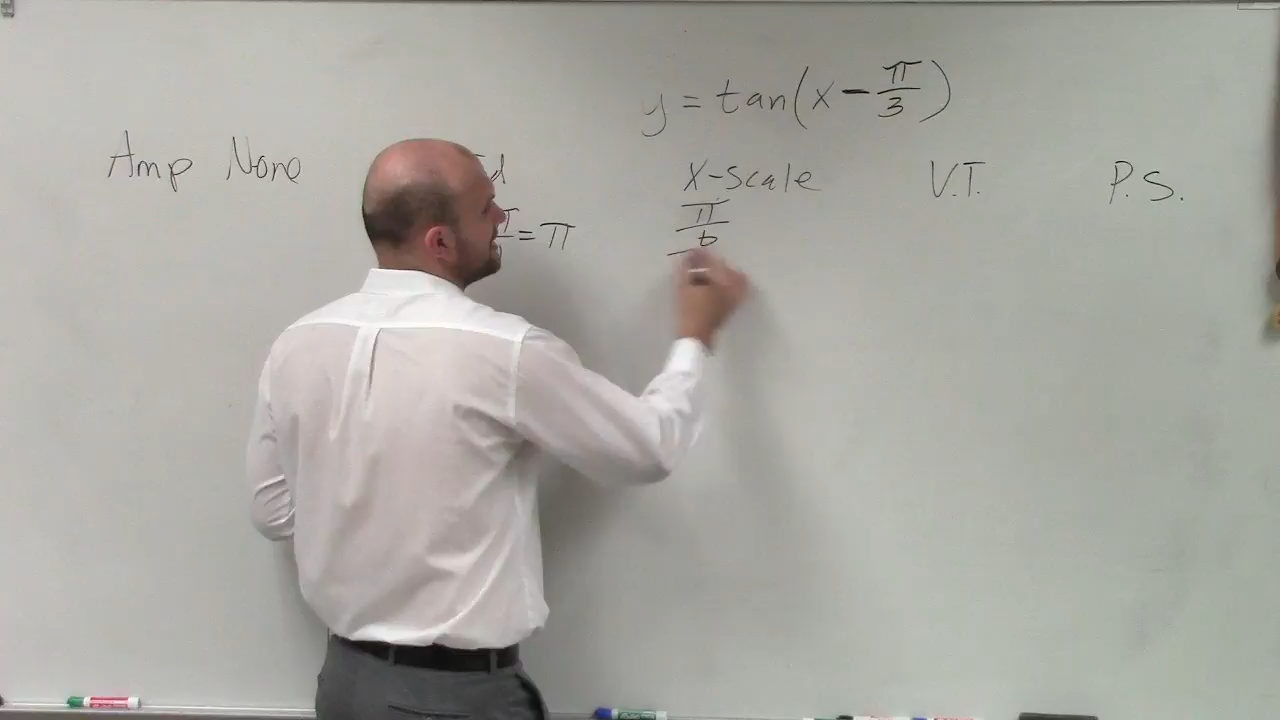 y = tan(x - π/3)
Amp None
x-scale
V.T.
P.S.
= π
π/b